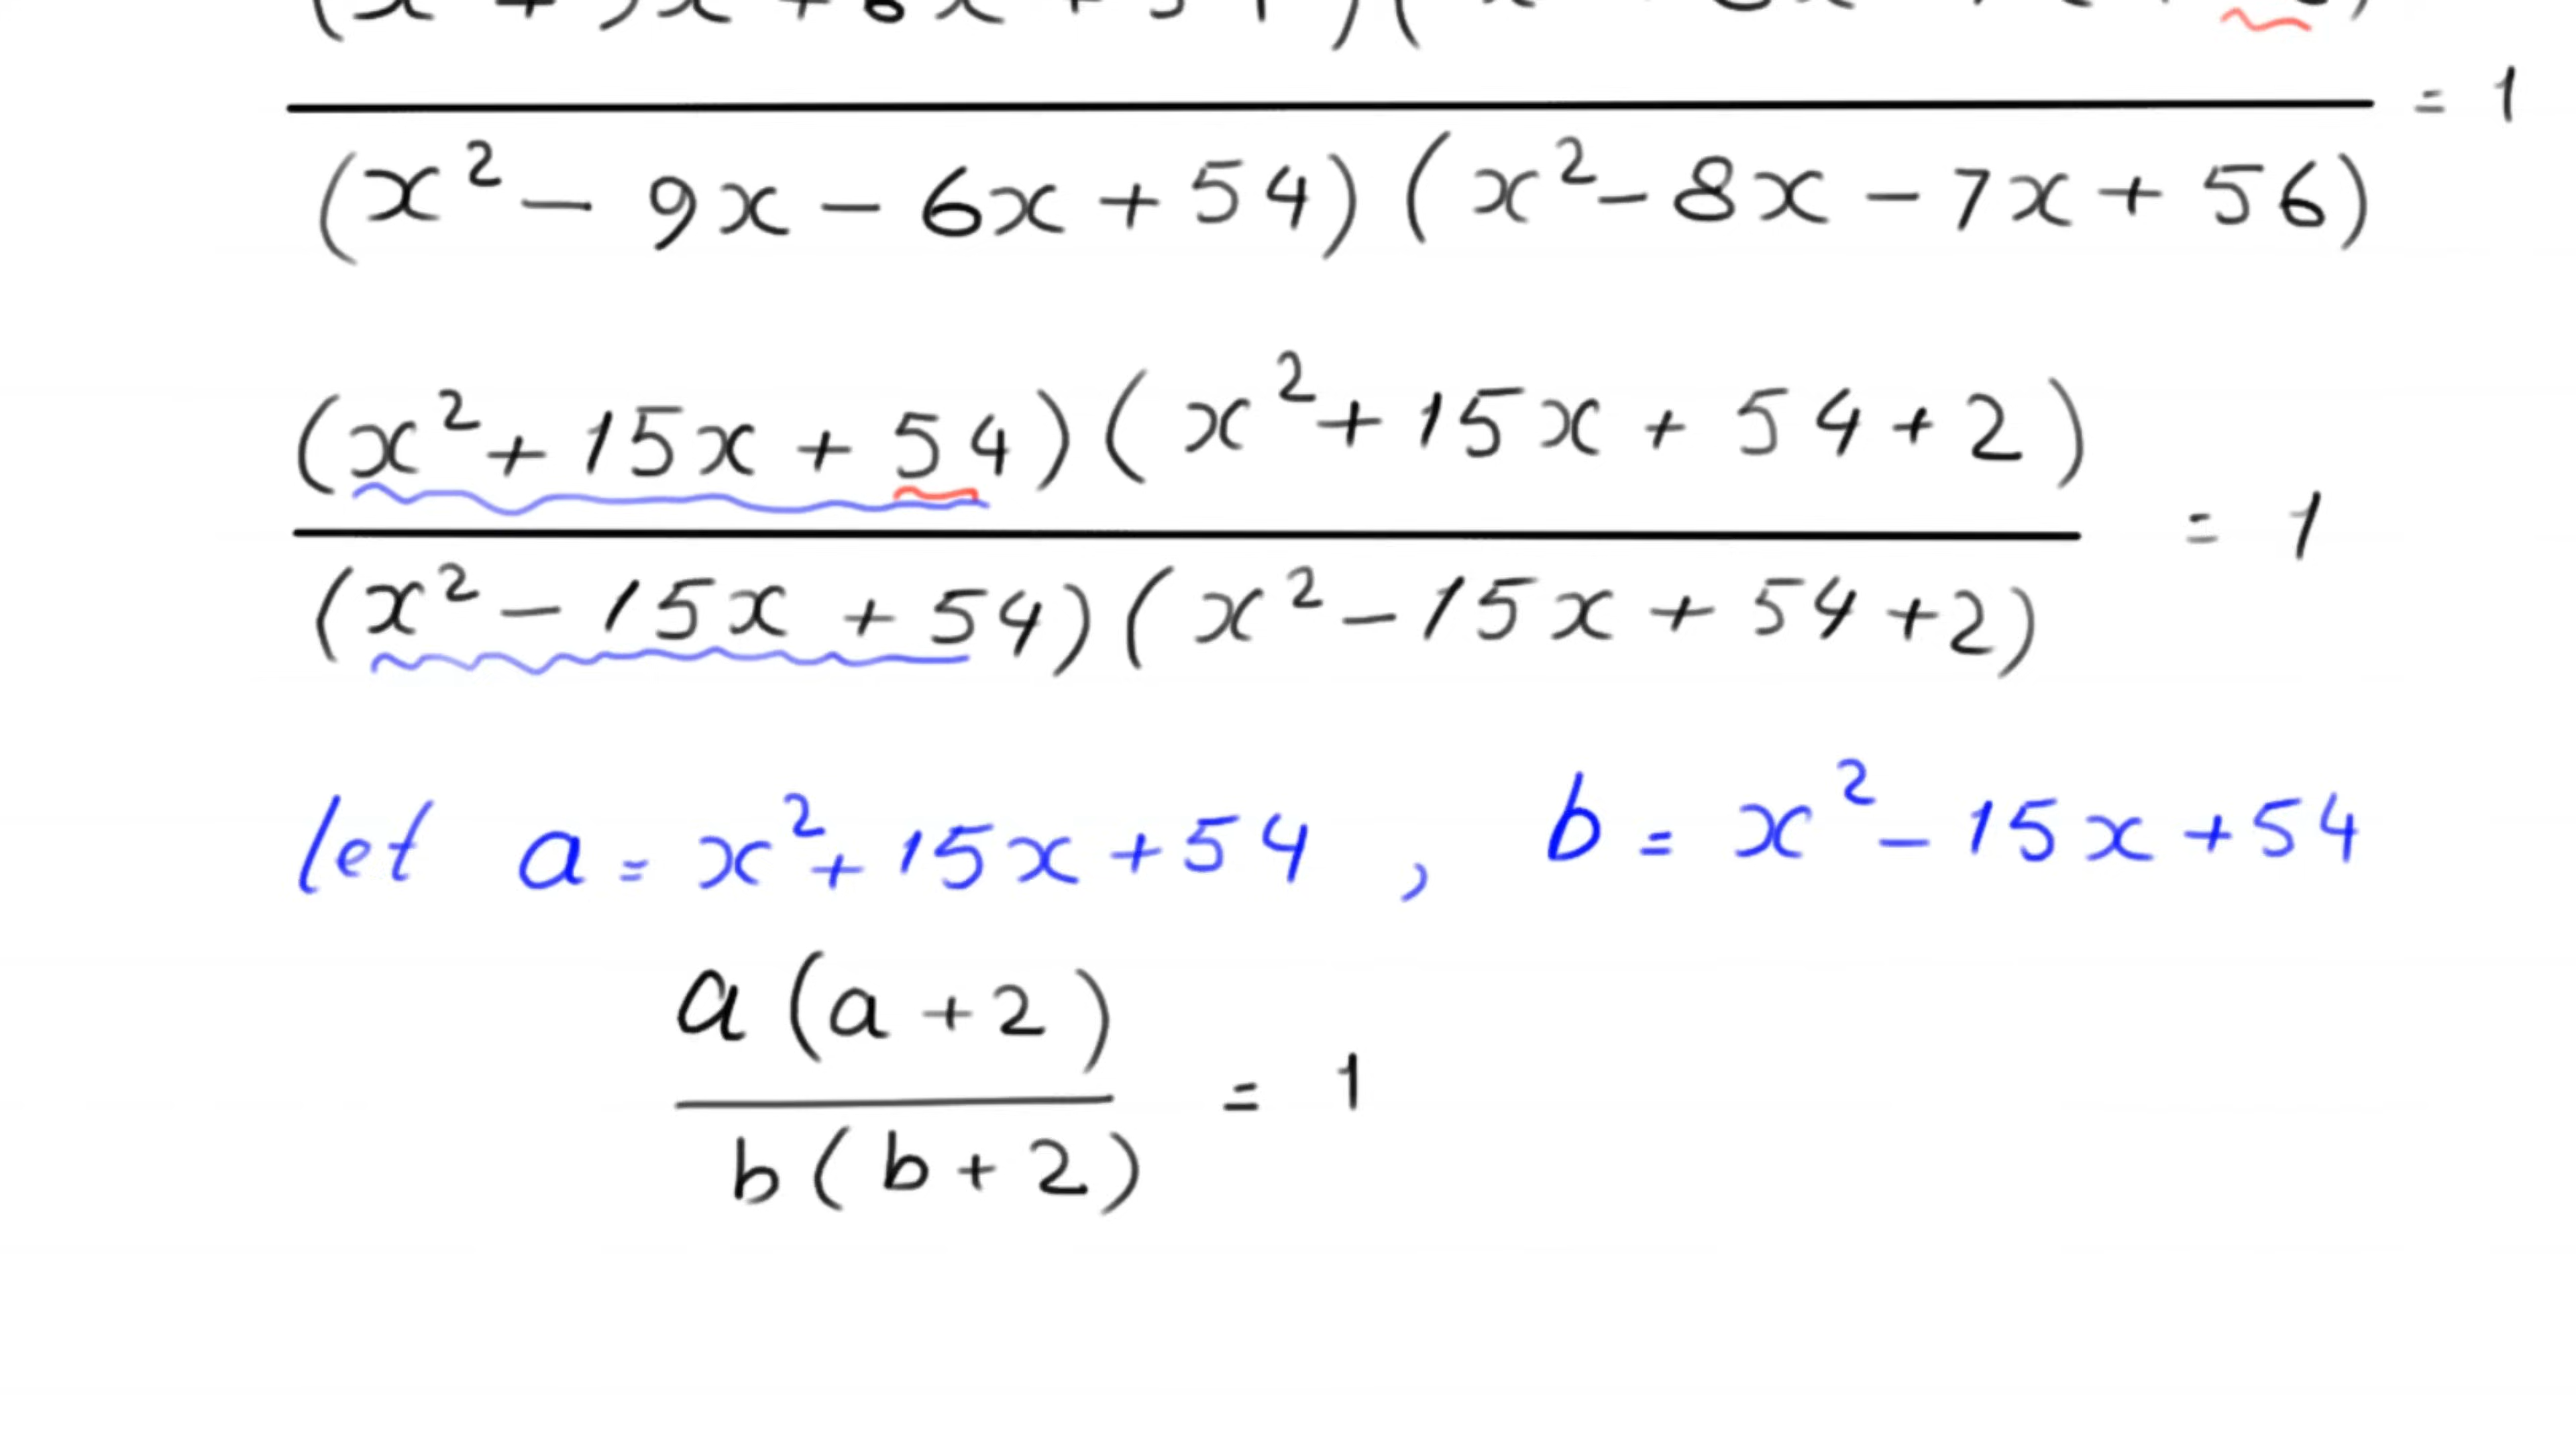 = 1
(x² - 9x - 6x + 54)(x² - 8x - 7x + 56)
(x² + 15x + 54)(x² + 15x + 54 + 2)
= 1
(x² - 15x + 54)(x² - 15x + 54 + 2)
let a = x² + 15x + 54 , b = x² - 15x + 54
a(a + 2)
= 1
b(b + 2)